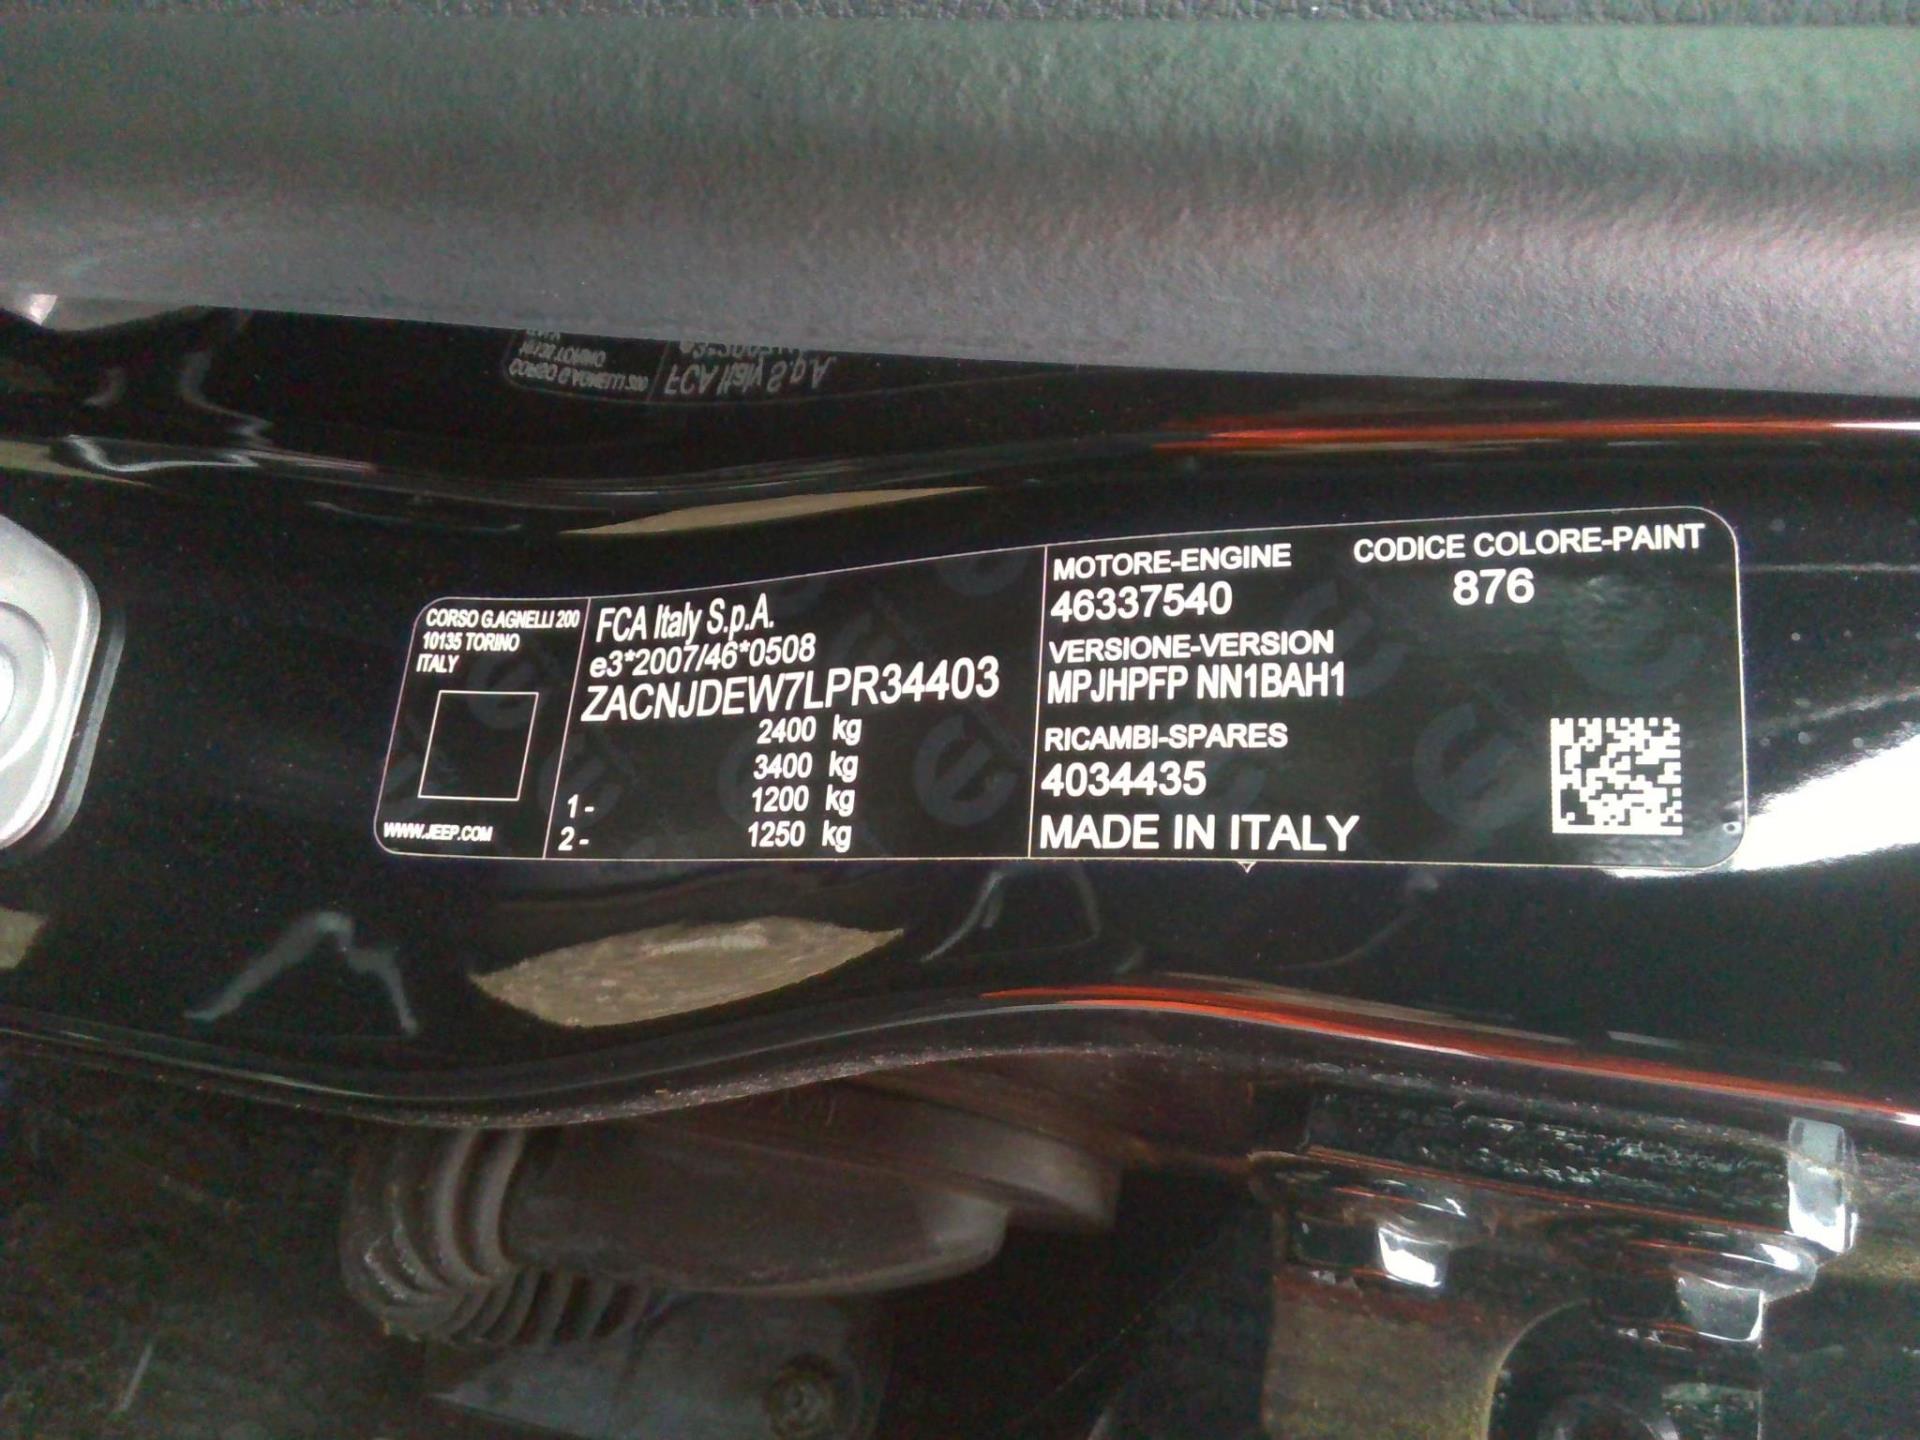 CORSO G.AGNELLI 200
10135 TORINO
ITALY
WWW.JEEP.COM
FCA Italy S.p.A.
e3*2007/46*0508
ZACNJDEW7LPR34403
2400 kg
3400 kg
1- 1200 kg
2- 1250 kg
MOTORE-ENGINE
46337540
CODICE COLORE-PAINT
876
VERSIONE-VERSION
MPJHPFP NN1BAH1
RICAMBI-SPARES
4034435
MADE IN ITALY